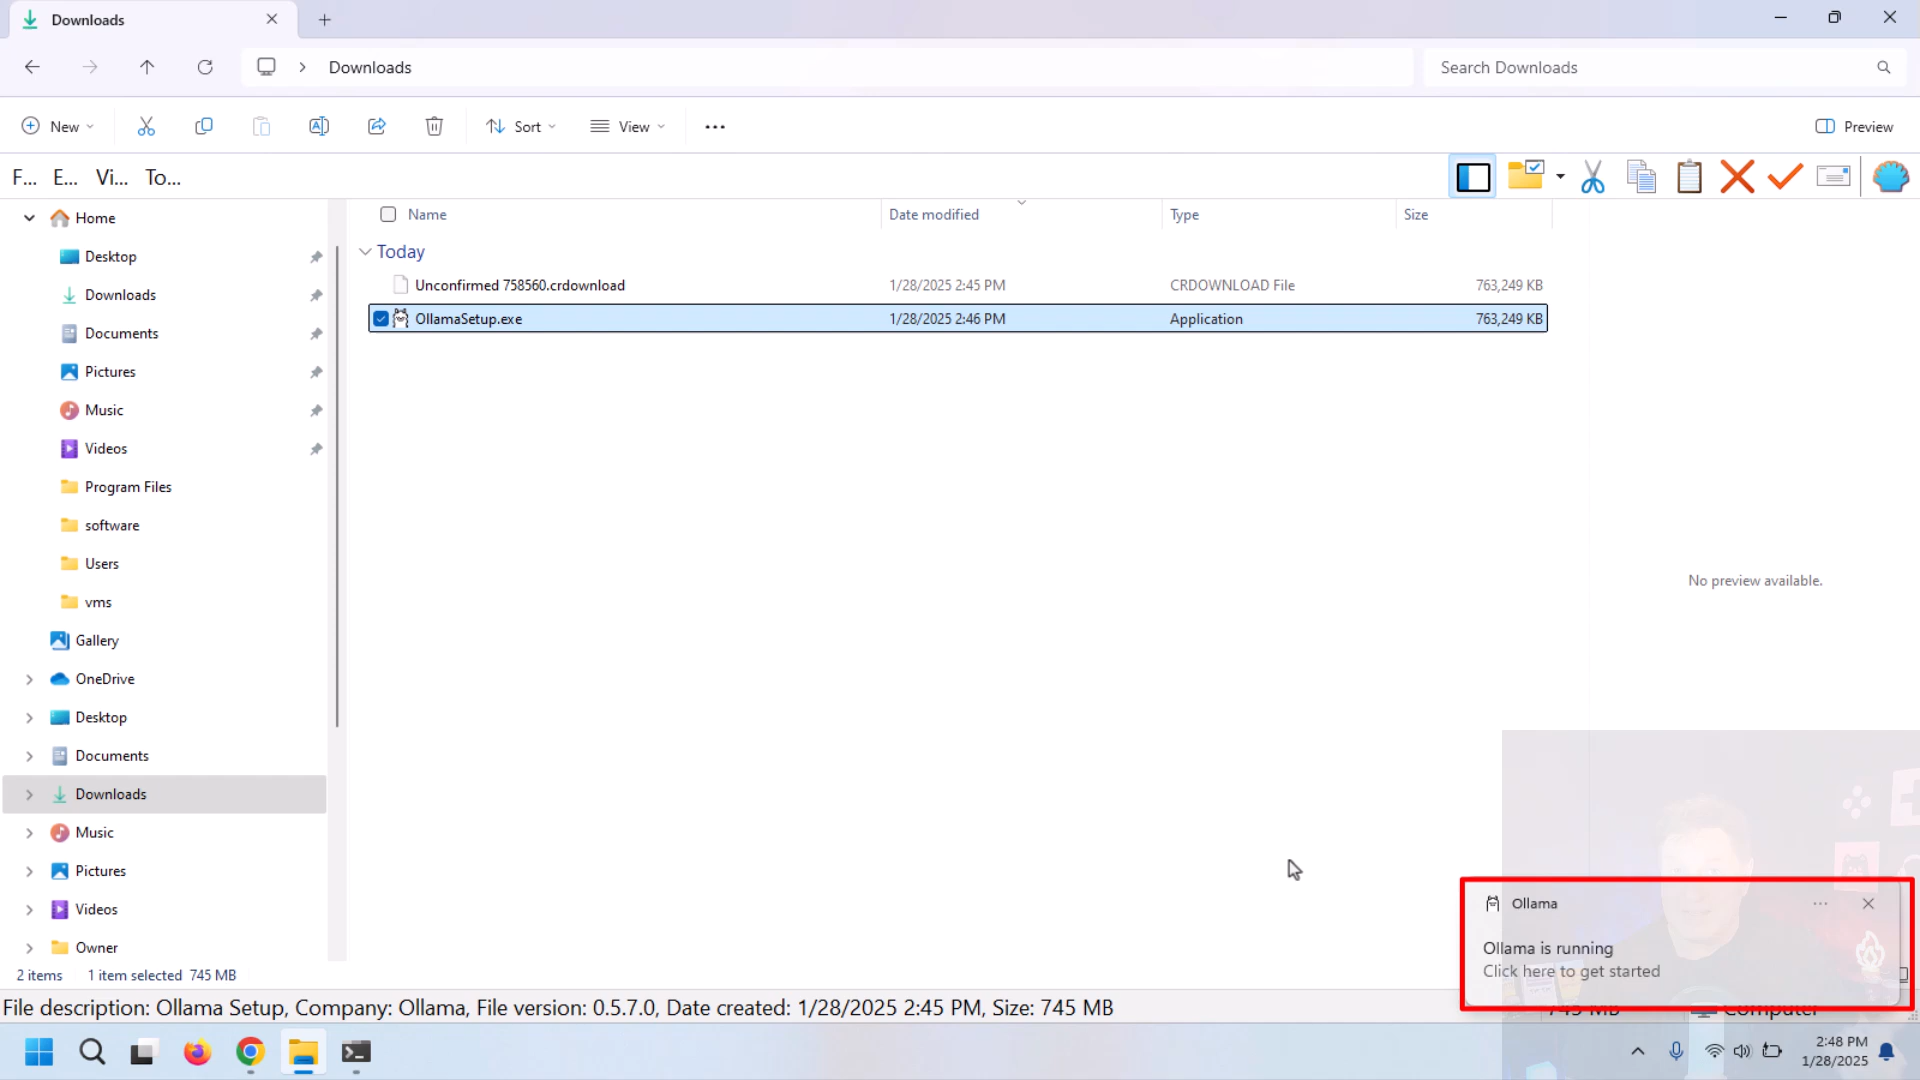 Downloads
Downloads
Search Downloads
New
Sort
View
Preview
F... E... Vi... To...
Home
Desktop
Downloads
Documents
Pictures
Music
Videos
Program Files
software
Users
vms
Gallery
OneDrive
Desktop
Documents
Downloads
Music
Pictures
Videos
Owner
Name Date modified Type Size
Today
Unconfirmed 758560.crdownload 1/28/2025 2:45 PM CRDOWNLOAD File 763,249 KB
OllamaSetup.exe 1/28/2025 2:46 PM Application 763,249 KB
No preview available.
Ollama
Ollama is running
Click here to get started
2 items 1 item selected 745 MB
File description: Ollama Setup, Company: Ollama, File version: 0.5.7.0, Date created: 1/28/2025 2:45 PM, Size: 745 MB
745 MB Computer
2:48 PM
1/28/2025